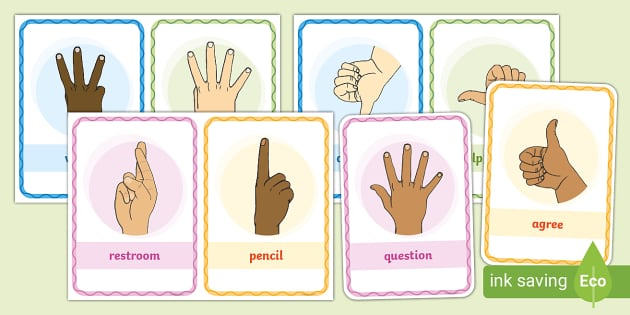 restroom
pencil
question
agree
ink saving
Eco